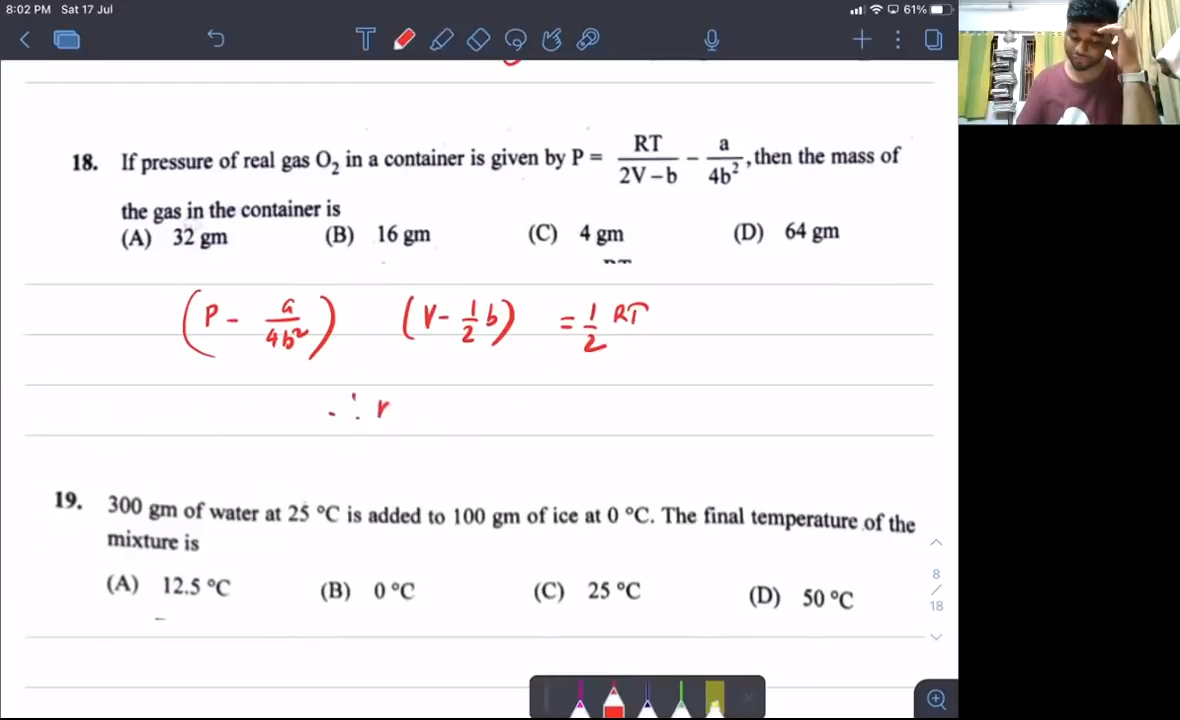 8:02 PM Sat 17 Jul
61%
18. If pressure of real gas O₂ in a container is given by P = RT / (2V – b) – a / 4b², then the mass of
the gas in the container is
(A) 32 gm (B) 16 gm (C) 4 gm (D) 64 gm
(P – a / 4b²) (V – 1/2 b) = 1/2 RT
∴
19. 300 gm of water at 25 °C is added to 100 gm of ice at 0 °C. The final temperature of the
mixture is
(A) 12.5 °C (B) 0 °C (C) 25 °C (D) 50 °C
8
/
18